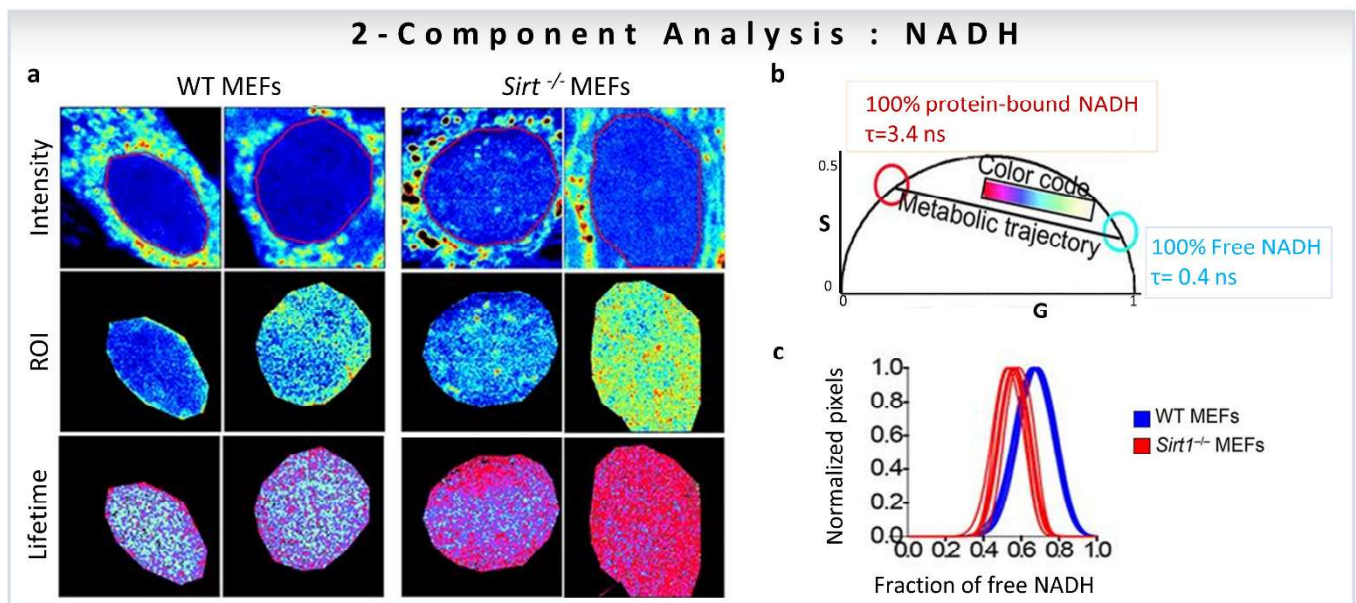 2-Component Analysis : NADH
a
WT MEFs
Sirt -/- MEFs
Intensity
ROI
Lifetime
b
100% protein-bound NADH
τ=3.4 ns
0.5
S
0
0
G
1
Color code
Metabolic trajectory
100% Free NADH
τ= 0.4 ns
c
Normalized pixels
1.0
0.8
0.6
0.4
0.2
0.0
0.0 0.2 0.4 0.6 0.8 1.0
Fraction of free NADH
WT MEFs
Sirt1−/− MEFs